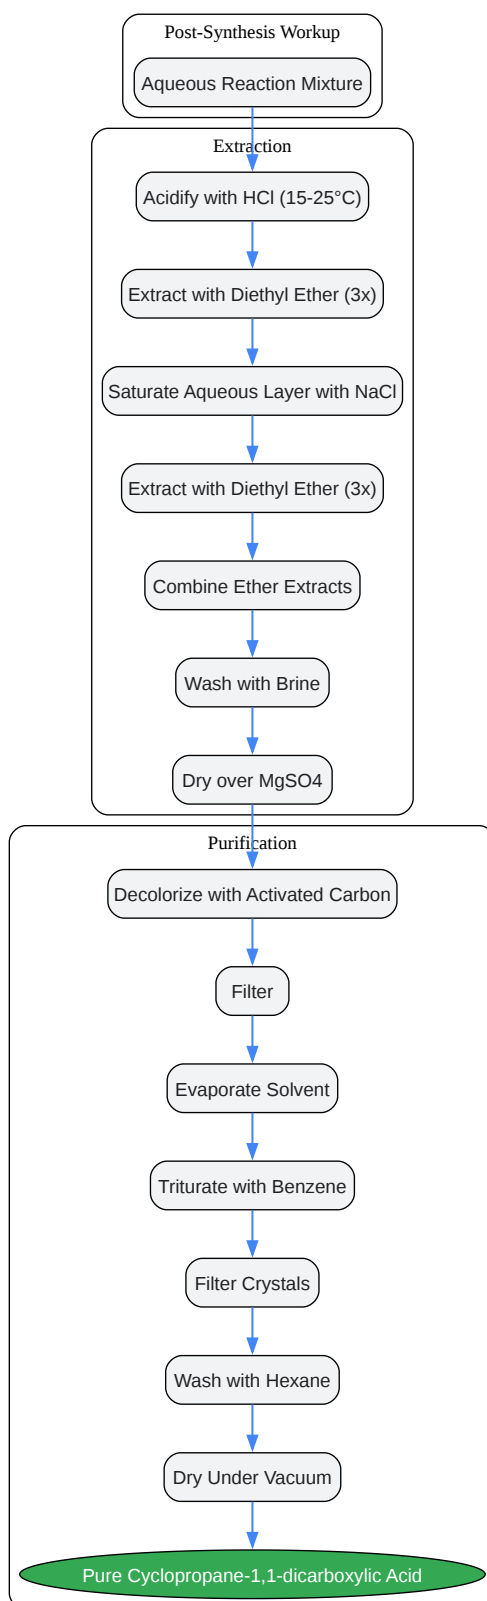 Post-Synthesis Workup
Aqueous Reaction Mixture
Extraction
Acidify with HCl (15-25°C)
Extract with Diethyl Ether (3x)
Saturate Aqueous Layer with NaCl
Extract with Diethyl Ether (3x)
Combine Ether Extracts
Wash with Brine
Dry over MgSO4
Purification
Decolorize with Activated Carbon
Filter
Evaporate Solvent
Triturate with Benzene
Filter Crystals
Wash with Hexane
Dry Under Vacuum
Pure Cyclopropane-1,1-dicarboxylic Acid